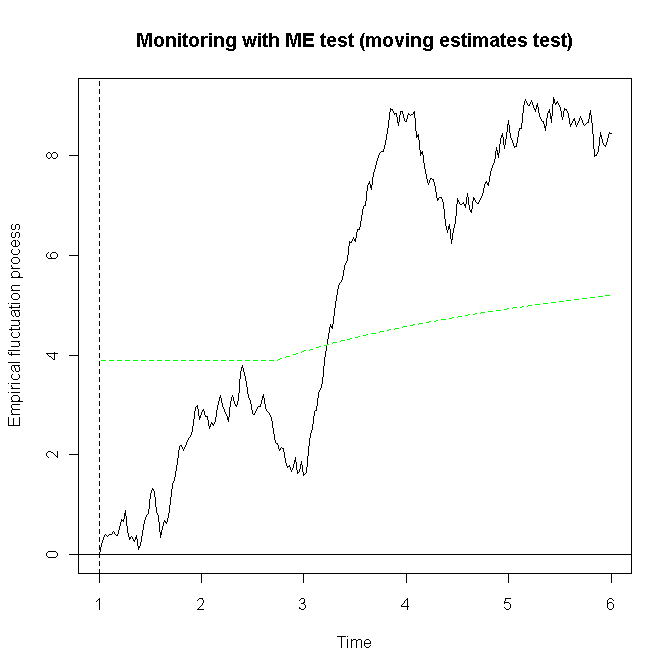 Monitoring with ME test (moving estimates test)
Empirical fluctuation process
8
6
4
2
0
1 2 3 4 5 6
Time